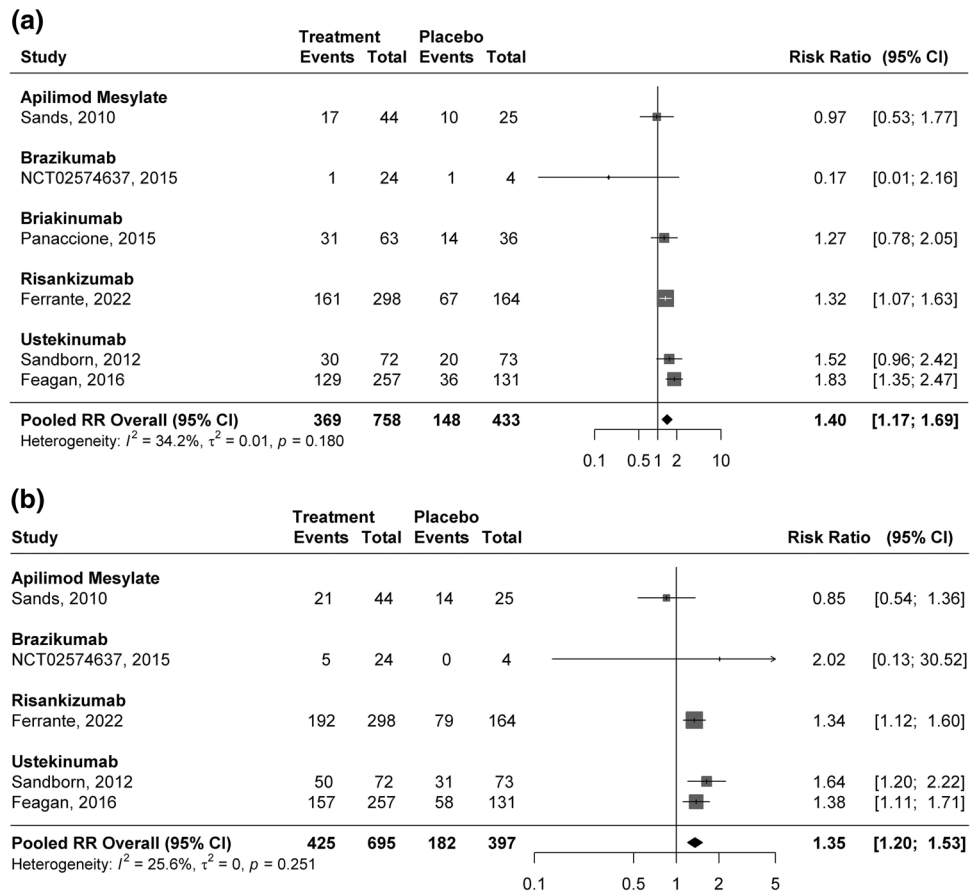 (a)
Treatment Placebo
Study Events Total Events Total Risk Ratio (95% CI)
Apilimod Mesylate
Sands, 2010 17 44 10 25 0.97 [0.53; 1.77]
Brazikumab
NCT02574637, 2015 1 24 1 4 0.17 [0.01; 2.16]
Briakinumab
Panaccione, 2015 31 63 14 36 1.27 [0.78; 2.05]
Risankizumab
Ferrante, 2022 161 298 67 164 1.32 [1.07; 1.63]
Ustekinumab
Sandborn, 2012 30 72 20 73 1.52 [0.96; 2.42]
Feagan, 2016 129 257 36 131 1.83 [1.35; 2.47]
Pooled RR Overall (95% CI) 369 758 148 433 1.40 [1.17; 1.69]
Heterogeneity: I² = 34.2%, τ² = 0.01, p = 0.180
0.1 0.5 1 2 10
(b)
Treatment Placebo
Study Events Total Events Total Risk Ratio (95% CI)
Apilimod Mesylate
Sands, 2010 21 44 14 25 0.85 [0.54; 1.36]
Brazikumab
NCT02574637, 2015 5 24 0 4 2.02 [0.13; 30.52]
Risankizumab
Ferrante, 2022 192 298 79 164 1.34 [1.12; 1.60]
Ustekinumab
Sandborn, 2012 50 72 31 73 1.64 [1.20; 2.22]
Feagan, 2016 157 257 58 131 1.38 [1.11; 1.71]
Pooled RR Overall (95% CI) 425 695 182 397 1.35 [1.20; 1.53]
Heterogeneity: I² = 25.6%, τ² = 0, p = 0.251
0.1 0.5 1 2 5